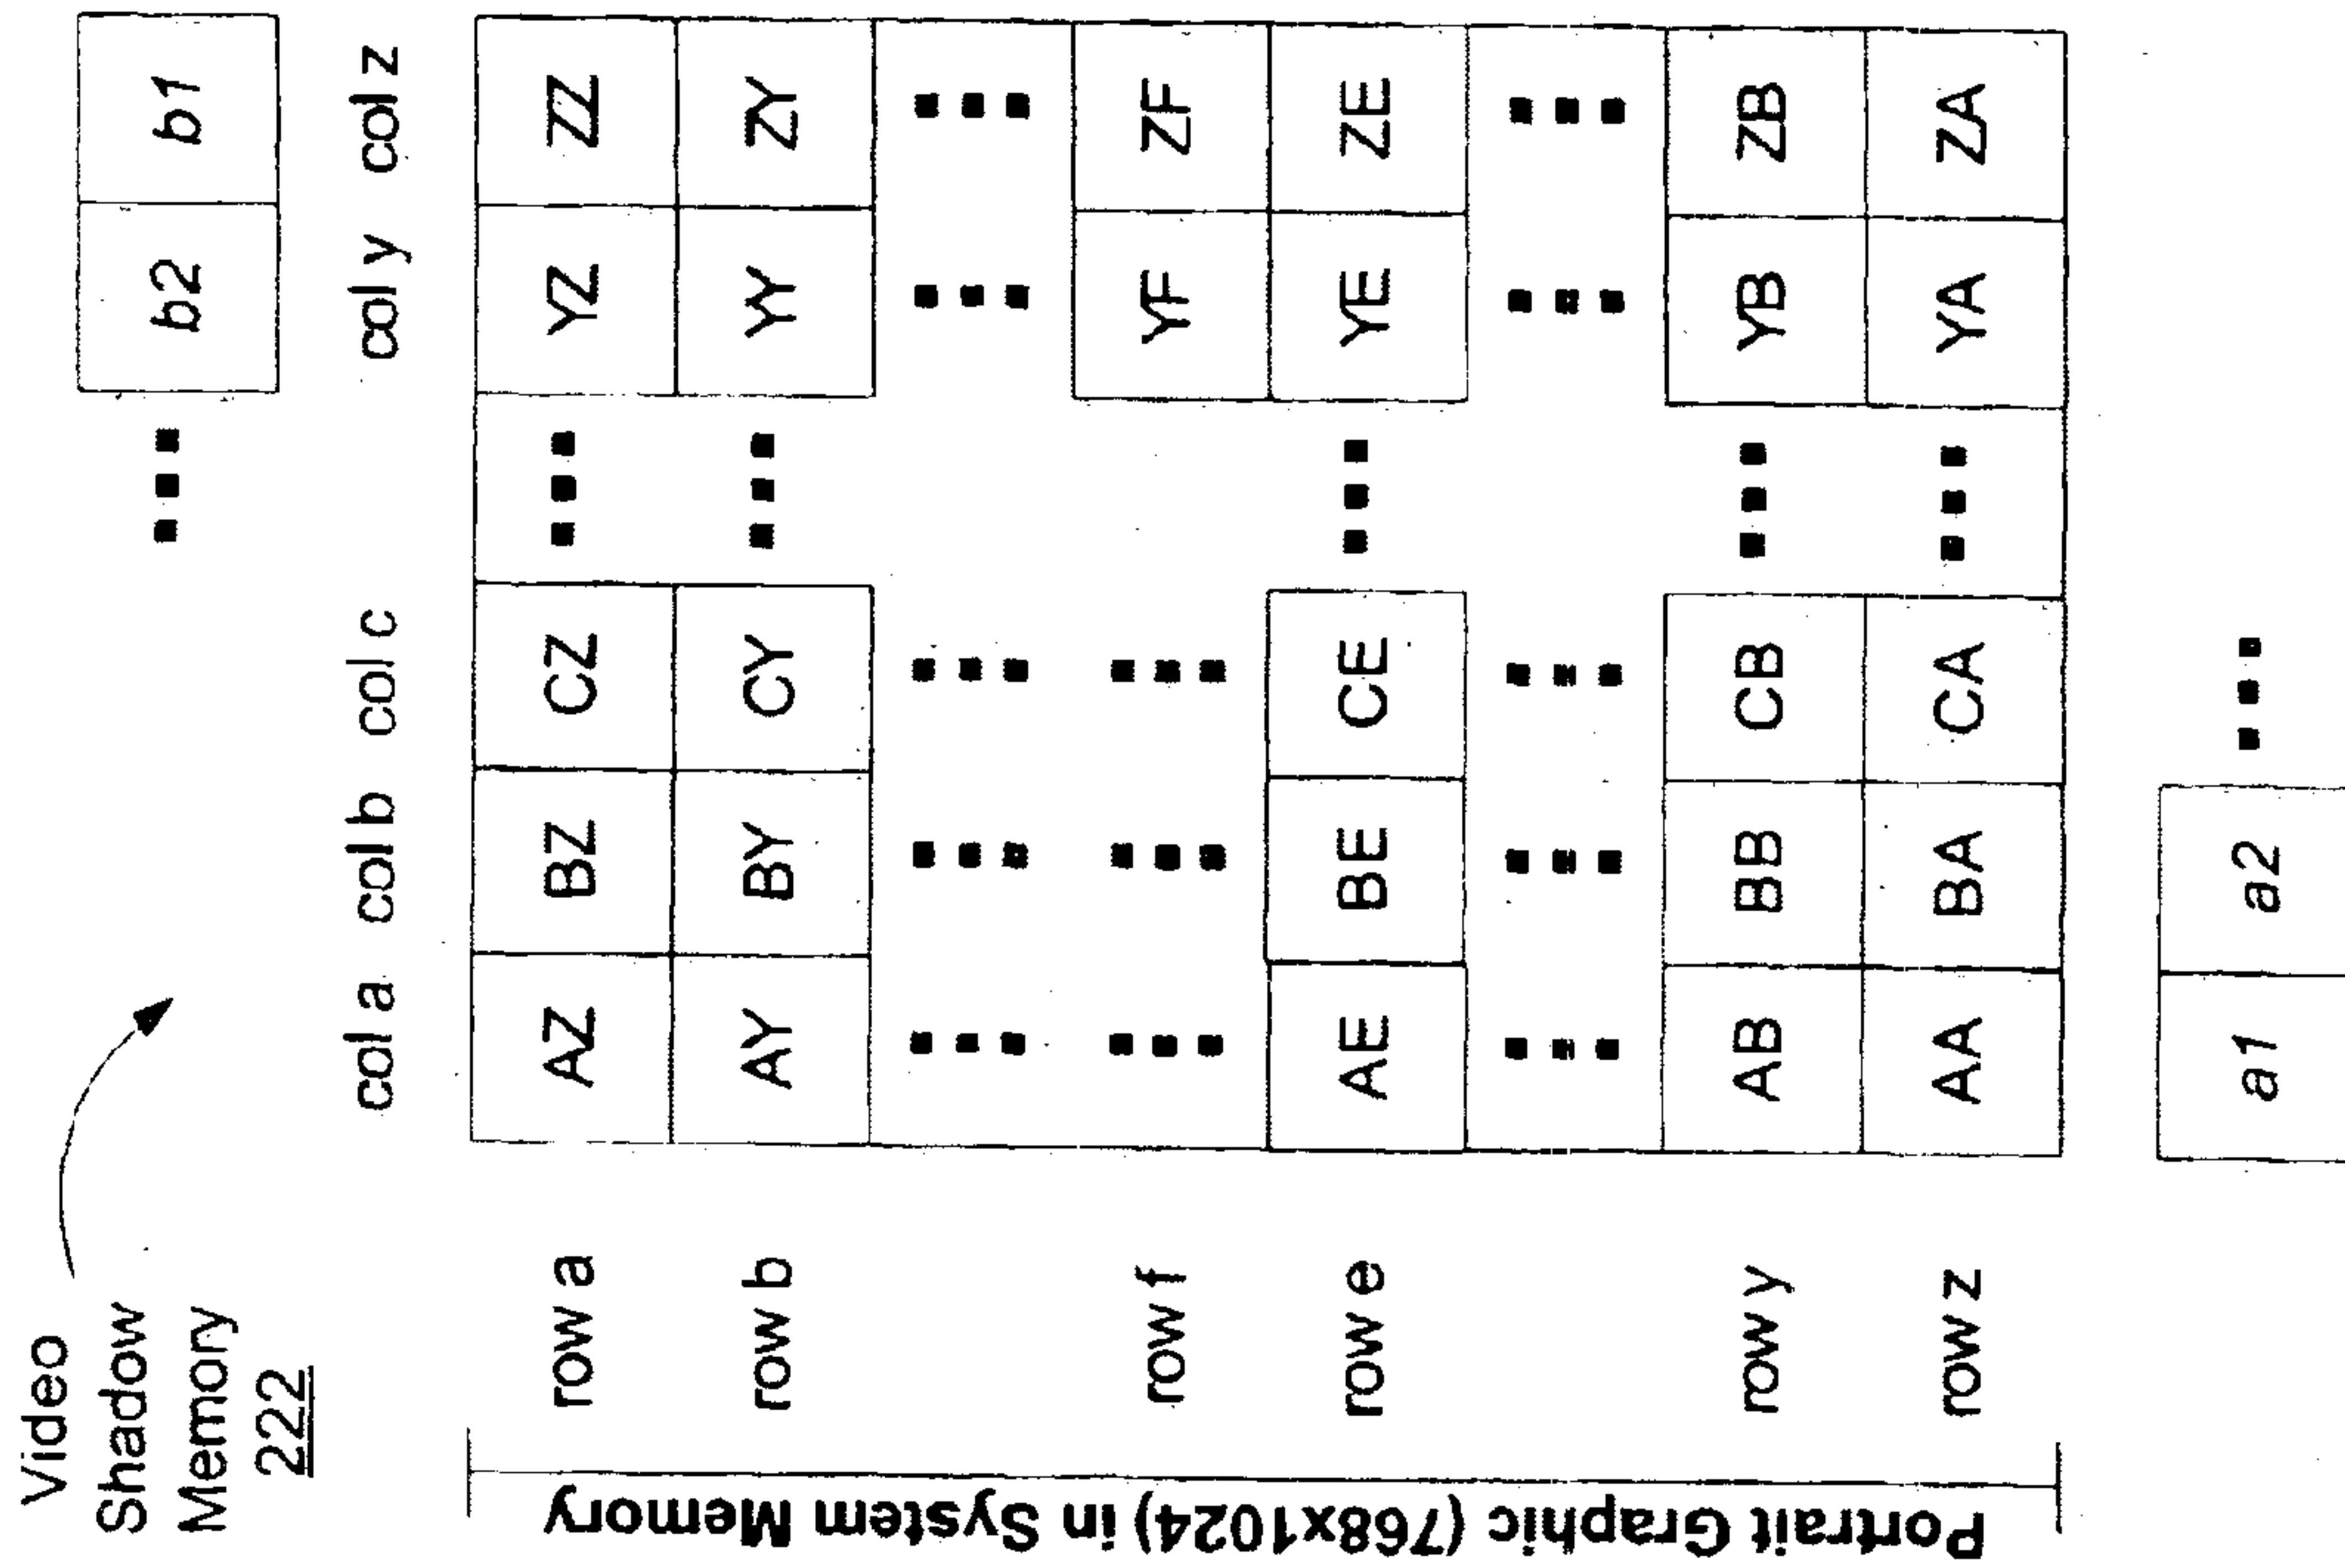 Video
Shadow
Memory
222
b2 b1
col a col b col c col y col z
row a AZ BZ CZ YZ ZZ
row b AY BY CY YY ZY
row f YF ZF
row e AE BE CE YE ZE
row y AB BB CB YB ZB
row z AA BA CA YA ZA
a1 a2
Portrait Graphic (768x1024) in System Memory